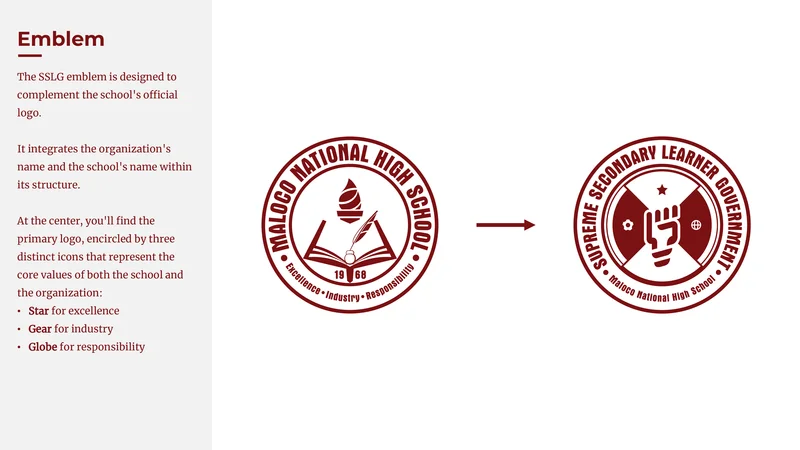 Emblem
The SSLG emblem is designed to
complement the school's official
logo.
It integrates the organization's
name and the school's name within
its structure.
At the center, you'll find the
primary logo, encircled by three
distinct icons that represent the
core values of both the school and
the organization:
• Star for excellence
• Gear for industry
• Globe for responsibility
MALOCO NATIONAL HIGH SCHOOL
1968
• Excellence • Industry • Responsibility •
SUPREME SECONDARY LEARNER GOVERNMENT
• Maloco National High School •